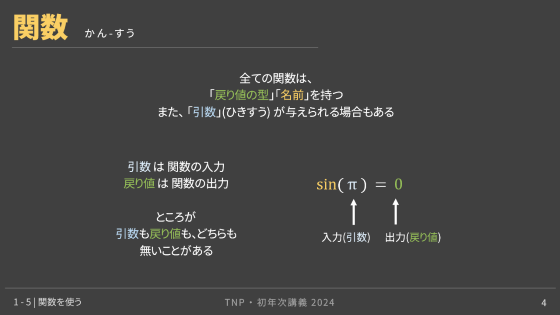 関数 かん-すう
全ての関数は、
「戻り値の型」「名前」を持つ
また、「引数」(ひきすう) が与えられる場合もある
引数 は 関数の入力
戻り値 は 関数の出力
sin( π ) = 0
ところが
引数も戻り値も、どちらも
無いことがある
入力(引数) 出力(戻り値)
1 - 5 | 関数を使う TNP・初年次講義 2024 4